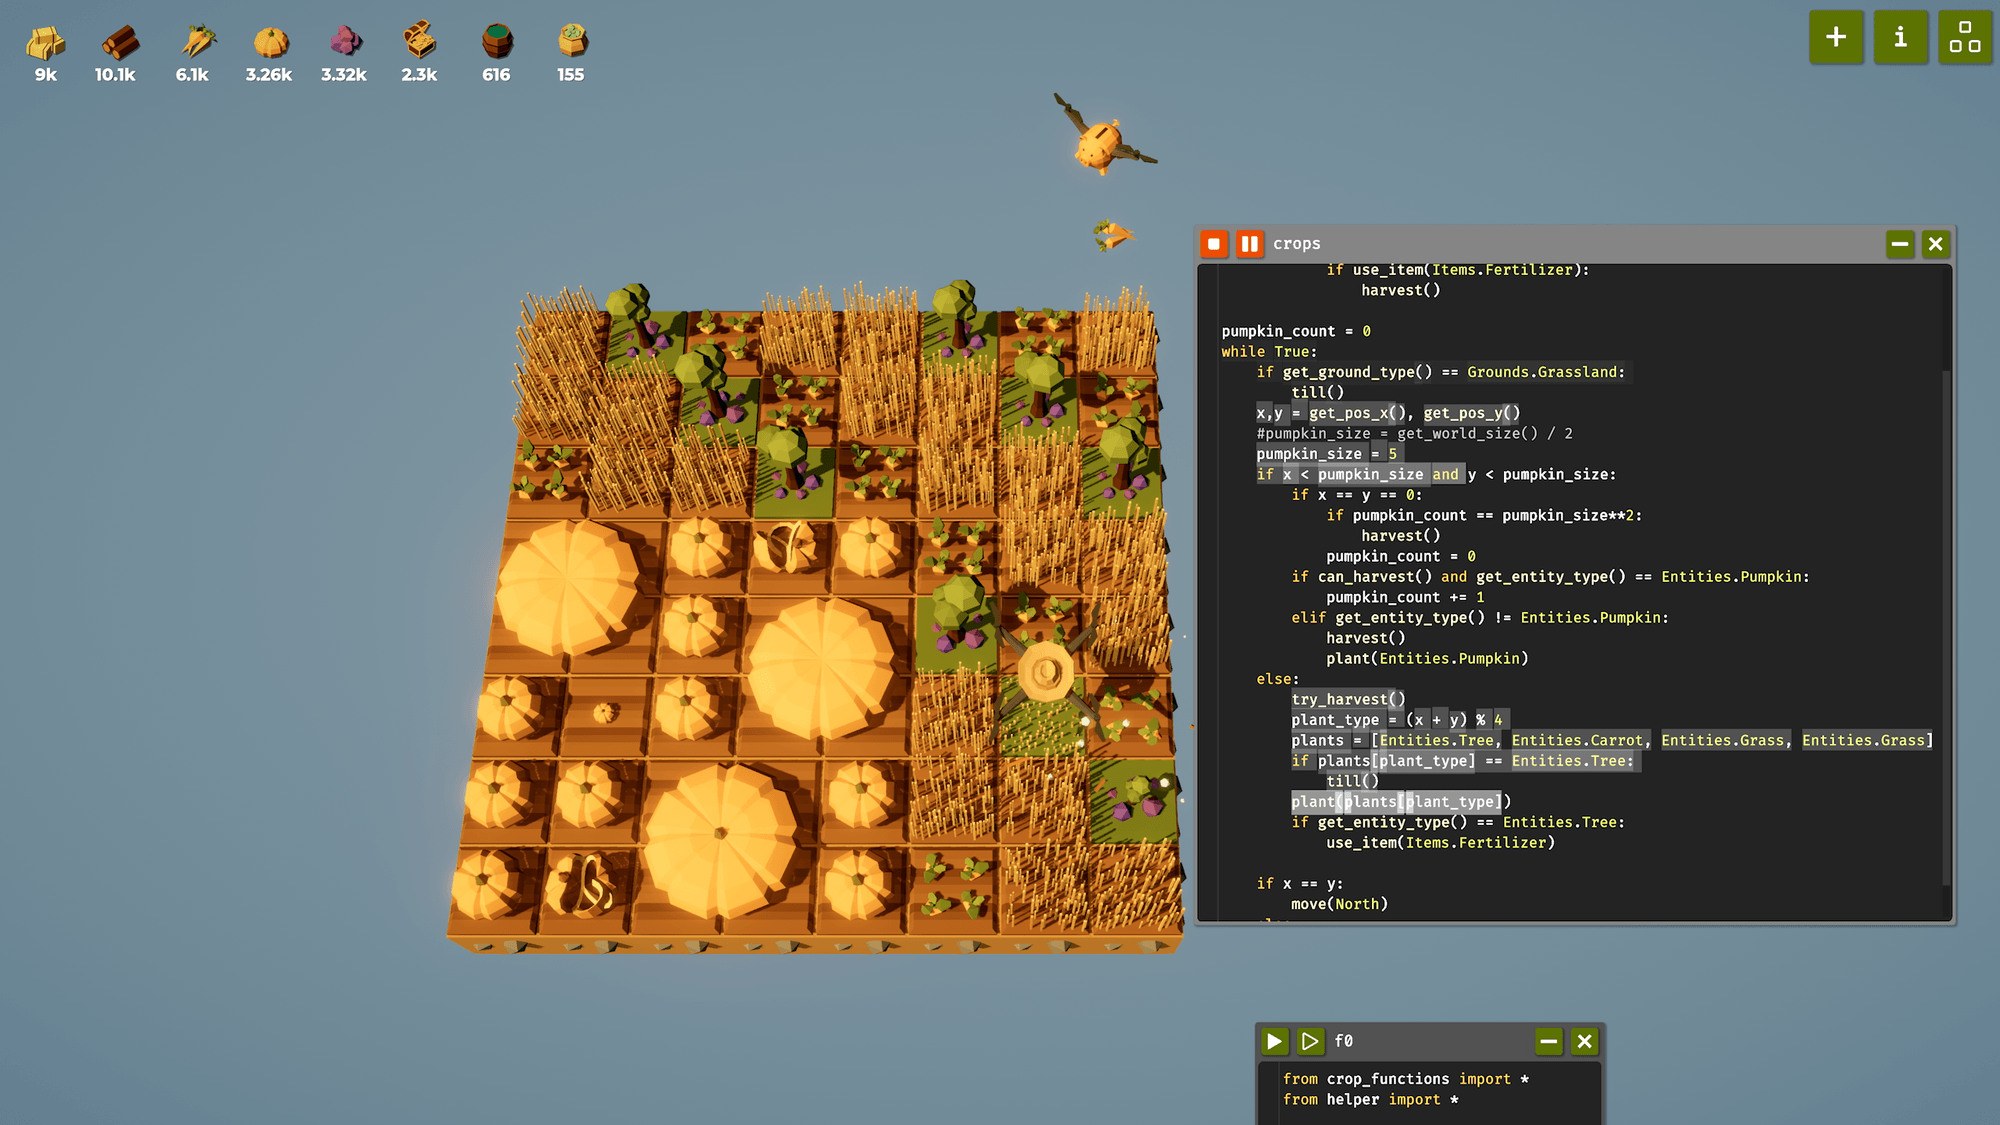 9k 10.1k 6.1k 3.26k 3.32k 2.3k 616 155
+ i
crops
if use_item(Items.Fertilizer):
harvest()
pumpkin_count = 0
while True:
if get_ground_type() == Grounds.Grassland:
till()
x,y = get_pos_x(), get_pos_y()
#pumpkin_size = get_world_size() / 2
pumpkin_size = 5
if x < pumpkin_size and y < pumpkin_size:
if x == y == 0:
if pumpkin_count == pumpkin_size**2:
harvest()
pumpkin_count = 0
if can_harvest() and get_entity_type() == Entities.Pumpkin:
pumpkin_count += 1
elif get_entity_type() != Entities.Pumpkin:
harvest()
plant(Entities.Pumpkin)
else:
try_harvest()
plant_type = (x + y) % 4
plants = [Entities.Tree, Entities.Carrot, Entities.Grass, Entities.Grass]
if plants[plant_type] == Entities.Tree:
till()
plant(plants[plant_type])
if get_entity_type() == Entities.Tree:
use_item(Items.Fertilizer)
if x == y:
move(North)
f0
from crop_functions import *
from helper import *